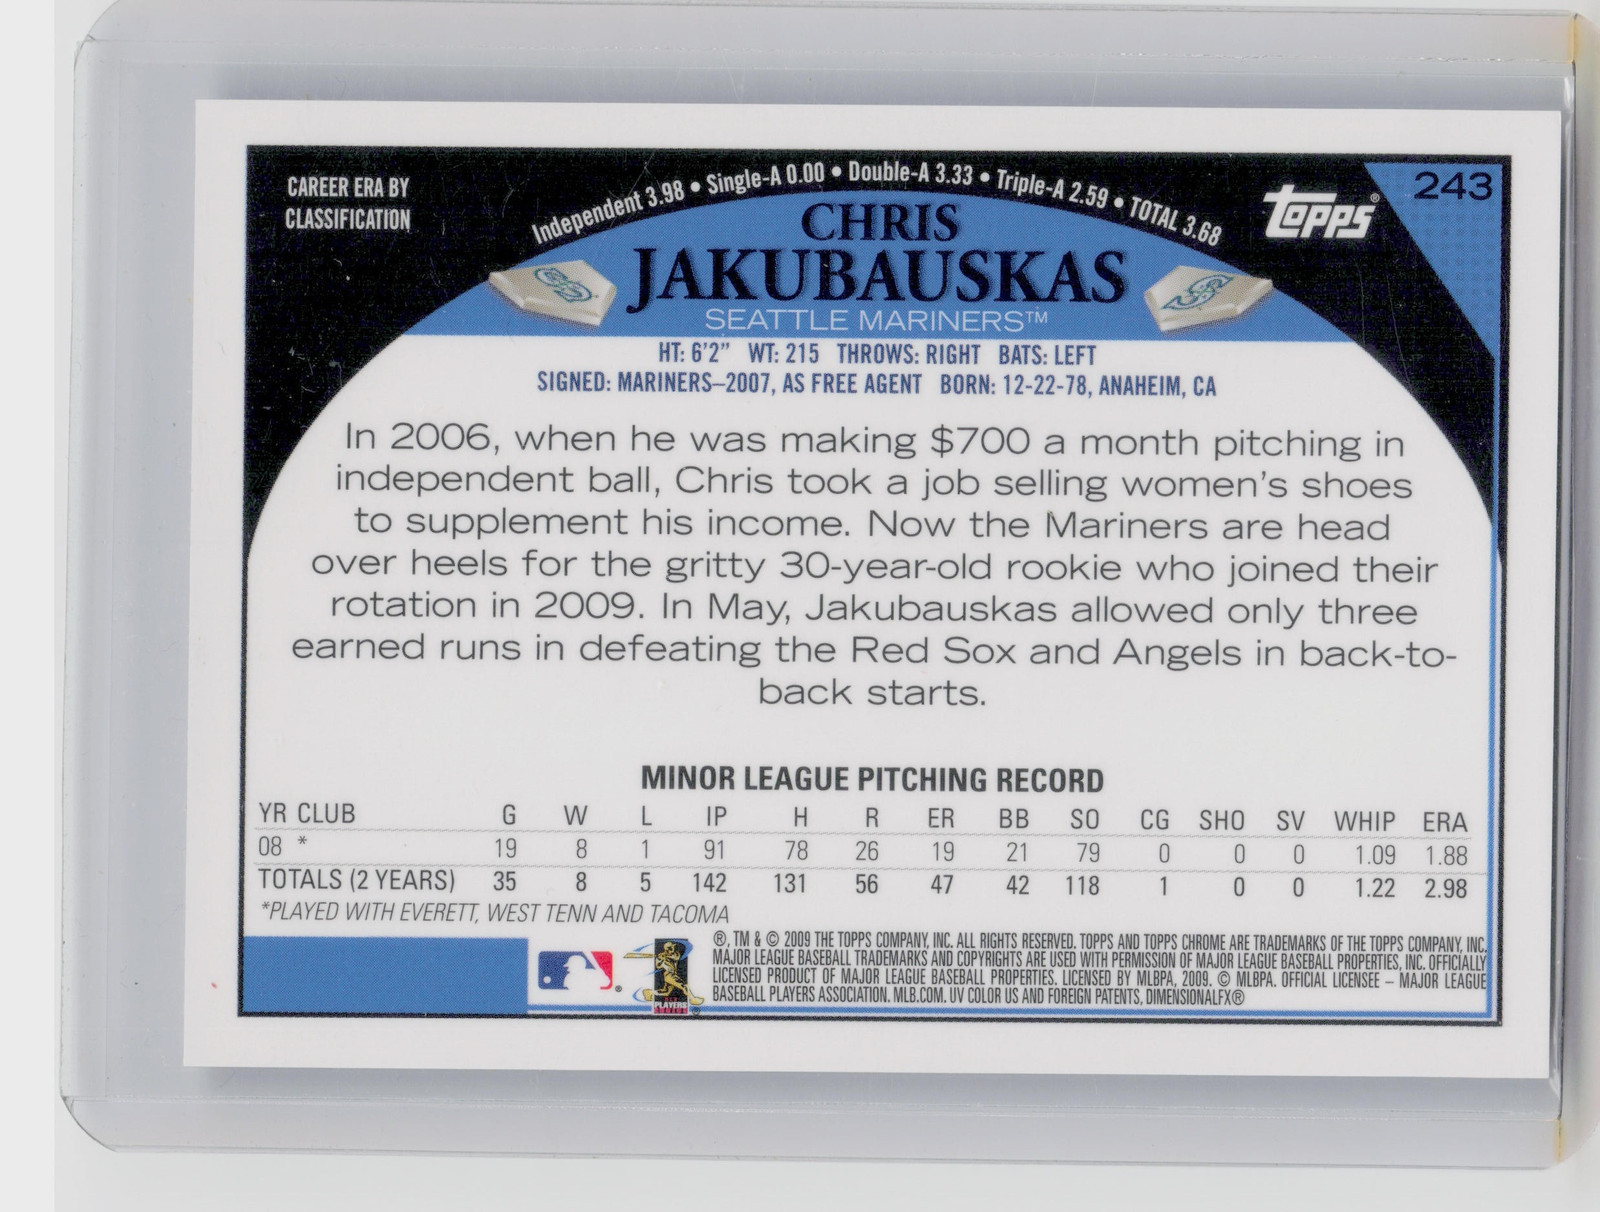 CAREER ERA BY
CLASSIFICATION
Independent 3.98 • Single-A 0.00 • Double-A 3.33 • Triple-A 2.59 • TOTAL 3.68
topps®
243
CHRIS
JAKUBAUSKAS
SEATTLE MARINERS™
HT: 6'2" WT: 215 THROWS: RIGHT BATS: LEFT
SIGNED: MARINERS–2007, AS FREE AGENT BORN: 12-22-78, ANAHEIM, CA
In 2006, when he was making $700 a month pitching in
independent ball, Chris took a job selling women's shoes
to supplement his income. Now the Mariners are head
over heels for the gritty 30-year-old rookie who joined their
rotation in 2009. In May, Jakubauskas allowed only three
earned runs in defeating the Red Sox and Angels in back-to-
back starts.
MINOR LEAGUE PITCHING RECORD
YR CLUB G W L IP H R ER BB SO CG SHO SV WHIP ERA
08 * 19 8 1 91 78 26 19 21 79 0 0 0 1.09 1.88
TOTALS (2 YEARS) 35 8 5 142 131 56 47 42 118 1 0 0 1.22 2.98
*PLAYED WITH EVERETT, WEST TENN AND TACOMA
®, TM & © 2009 THE TOPPS COMPANY, INC. ALL RIGHTS RESERVED. TOPPS AND TOPPS CHROME ARE TRADEMARKS OF THE TOPPS COMPANY, INC.
MAJOR LEAGUE BASEBALL TRADEMARKS AND COPYRIGHTS ARE USED WITH PERMISSION OF MAJOR LEAGUE BASEBALL PROPERTIES, INC. OFFICIALLY
LICENSED PRODUCT OF MAJOR LEAGUE BASEBALL PROPERTIES. LICENSED BY MLBPA, 2009. © MLBPA. OFFICIAL LICENSEE – MAJOR LEAGUE
BASEBALL PLAYERS ASSOCIATION. MLB.COM. UV COLOR US AND FOREIGN PATENTS, DIMENSIONALFX®
PLAYERS